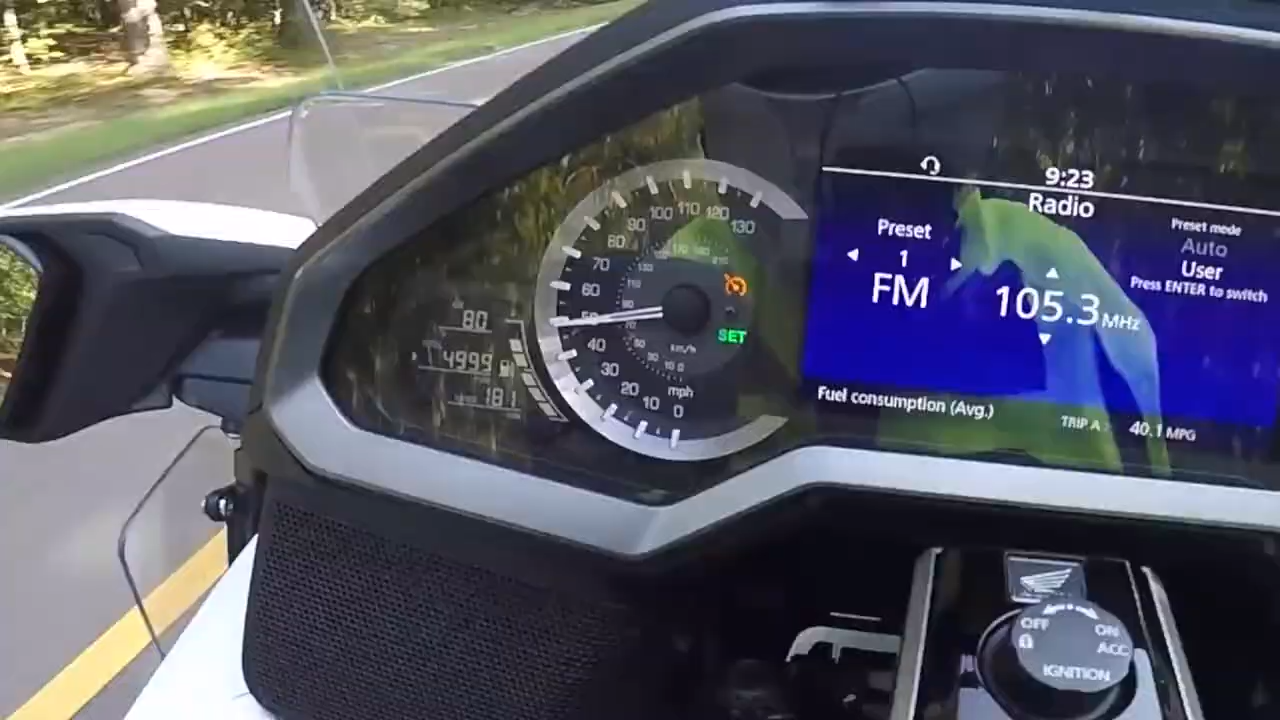 9:23
Radio
Preset
1
FM
105.3 MHz
Preset mode
Auto
User
Press ENTER to switch
Fuel consumption (Avg.)
TRIP A
40.1 MPG
130
120
110
100
90
80
70
60
50
40
30
20
10
0
km/h
mph
SET
80
4999
181
OFF
ON
ACC
IGNITION